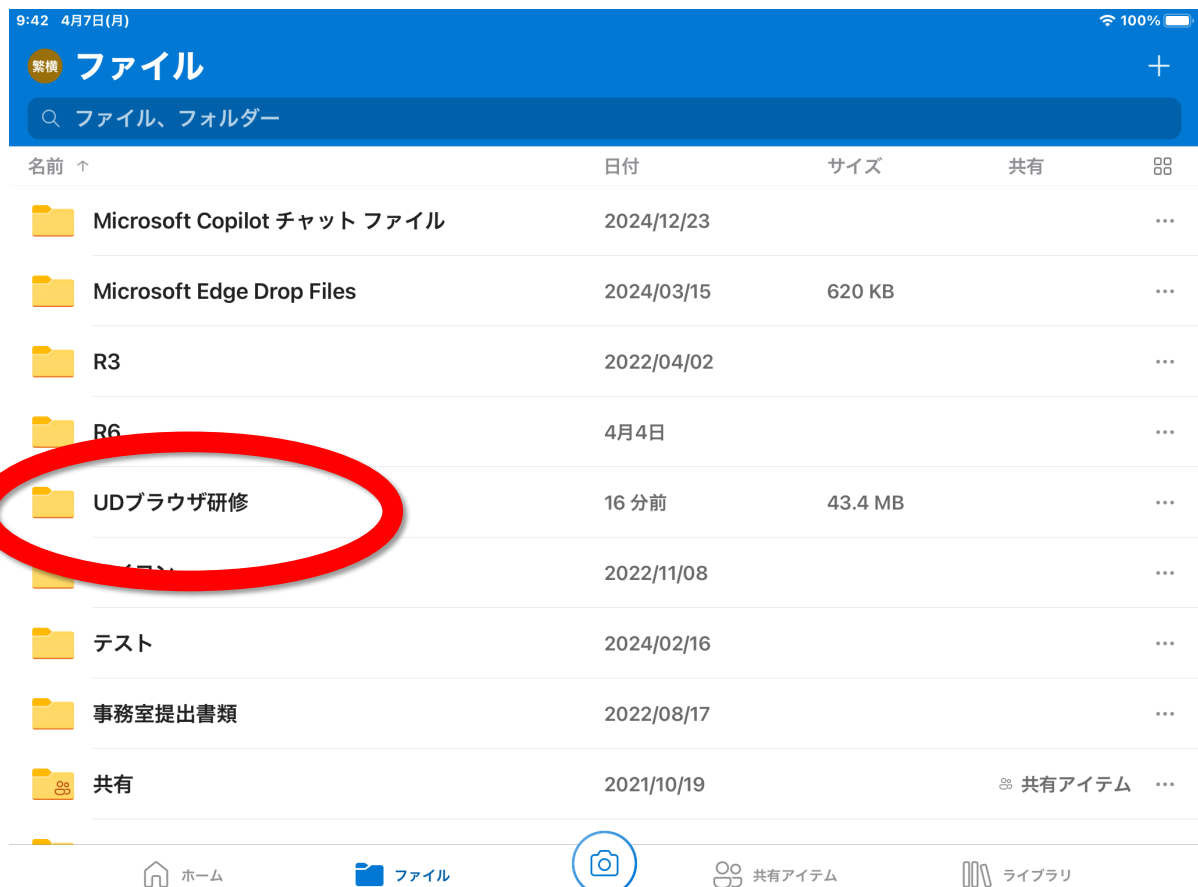 9:42 4月7日(月) 100%
繁横 ファイル
ファイル、フォルダー
名前 ↑ 日付 サイズ 共有
Microsoft Copilot チャット ファイル 2024/12/23
Microsoft Edge Drop Files 2024/03/15 620 KB
R3 2022/04/02
R6 4月4日
UDブラウザ研修 16 分前 43.4 MB
2022/11/08
テスト 2024/02/16
事務室提出書類 2022/08/17
共有 2021/10/19 共有アイテム
ホーム ファイル 共有アイテム ライブラリ